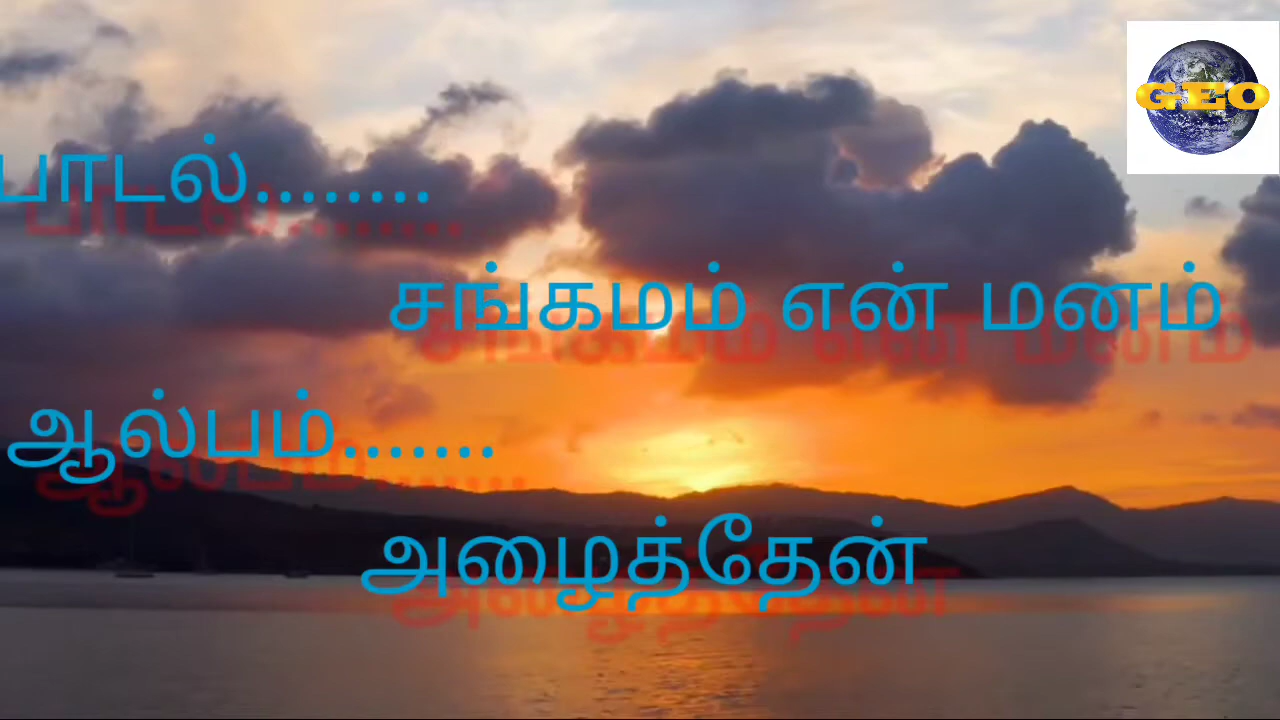 பாடல்........
சங்கமம் என் மனம்
ஆல்பம்.......
அழைத்தேன்
GEO